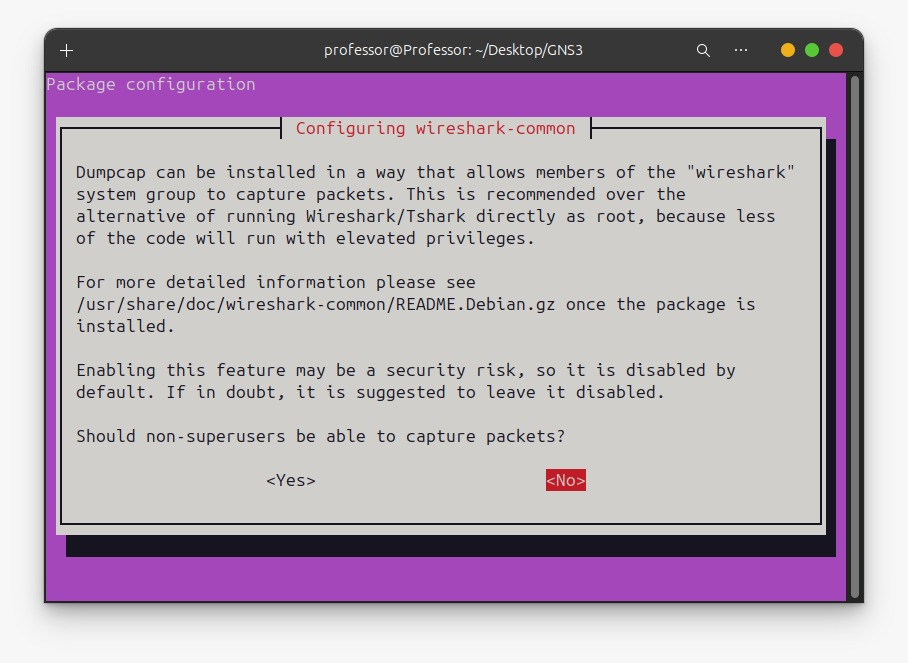 professor@Professor: ~/Desktop/GNS3
Package configuration
Configuring wireshark-common
Dumpcap can be installed in a way that allows members of the "wireshark"
system group to capture packets. This is recommended over the
alternative of running Wireshark/Tshark directly as root, because less
of the code will run with elevated privileges.
For more detailed information please see
/usr/share/doc/wireshark-common/README.Debian.gz once the package is
installed.
Enabling this feature may be a security risk, so it is disabled by
default. If in doubt, it is suggested to leave it disabled.
Should non-superusers be able to capture packets?
<Yes> <No>